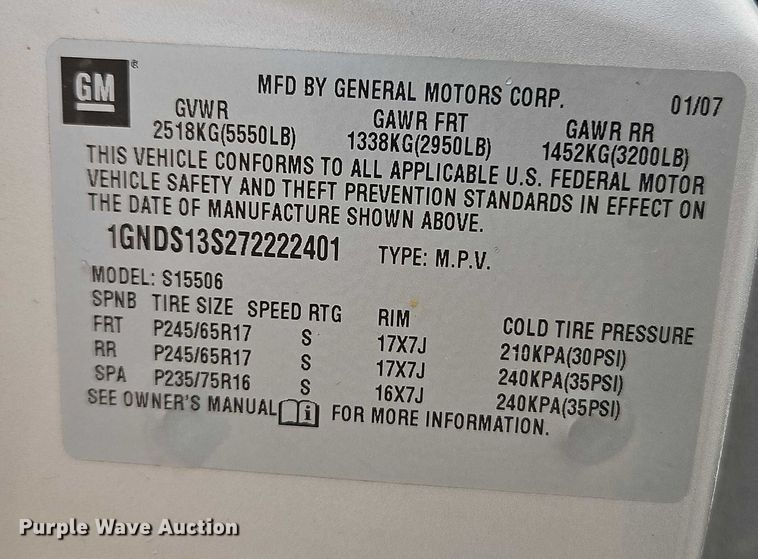 GM ®
MFD BY GENERAL MOTORS CORP. 01/07
GVWR GAWR FRT GAWR RR
2518KG(5550LB) 1338KG(2950LB) 1452KG(3200LB)
THIS VEHICLE CONFORMS TO ALL APPLICABLE U.S. FEDERAL MOTOR
VEHICLE SAFETY AND THEFT PREVENTION STANDARDS IN EFFECT ON
THE DATE OF MANUFACTURE SHOWN ABOVE.
1GNDS13S272222401 TYPE: M.P.V.
MODEL: S15506
SPNB TIRE SIZE SPEED RTG RIM COLD TIRE PRESSURE
FRT P245/65R17 S 17X7J 210KPA(30PSI)
RR P245/65R17 S 17X7J 240KPA(35PSI)
SPA P235/75R16 S 16X7J 240KPA(35PSI)
SEE OWNER'S MANUAL i FOR MORE INFORMATION.
Purple Wave Auction